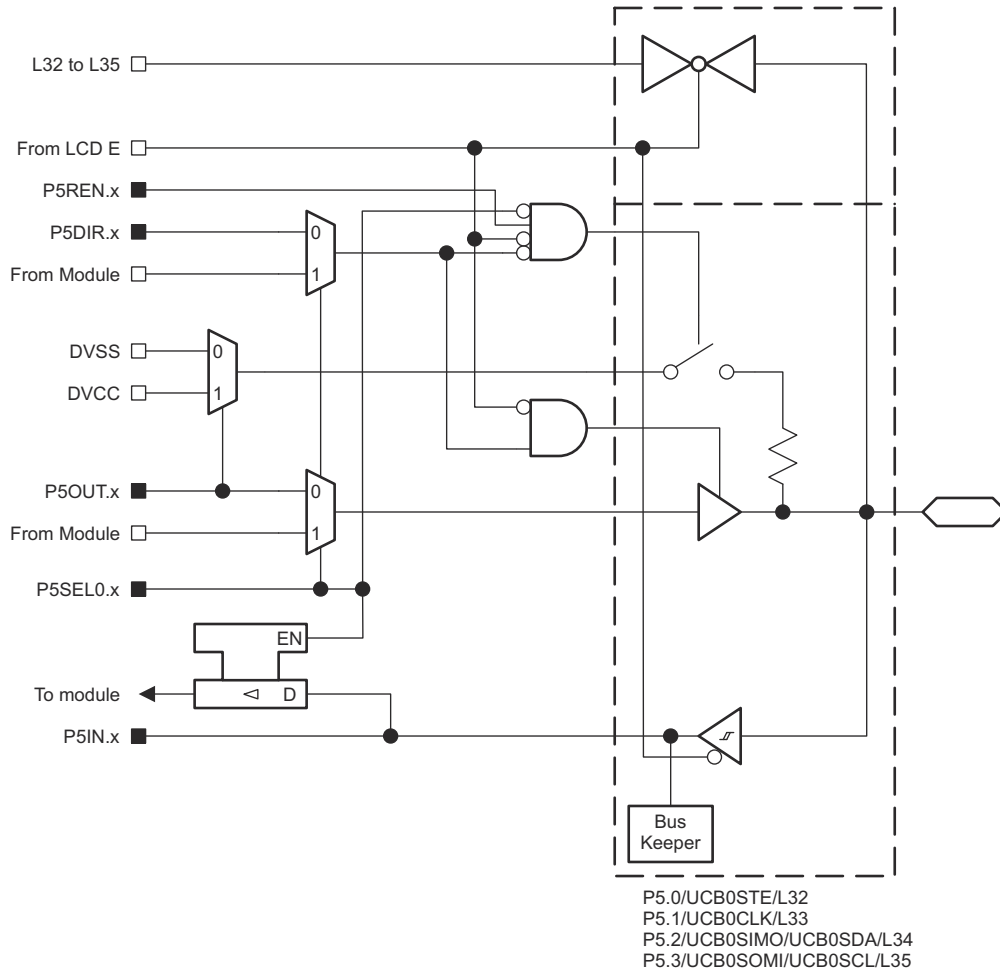 L32 to L35
From LCD E
P5REN.x
P5DIR.x
0
From Module
1
DVSS
0
DVCC
1
P5OUT.x
0
From Module
1
P5SEL0.x
EN
To module
D
P5IN.x
Bus
Keeper
P5.0/UCB0STE/L32
P5.1/UCB0CLK/L33
P5.2/UCB0SIMO/UCB0SDA/L34
P5.3/UCB0SOMI/UCB0SCL/L35